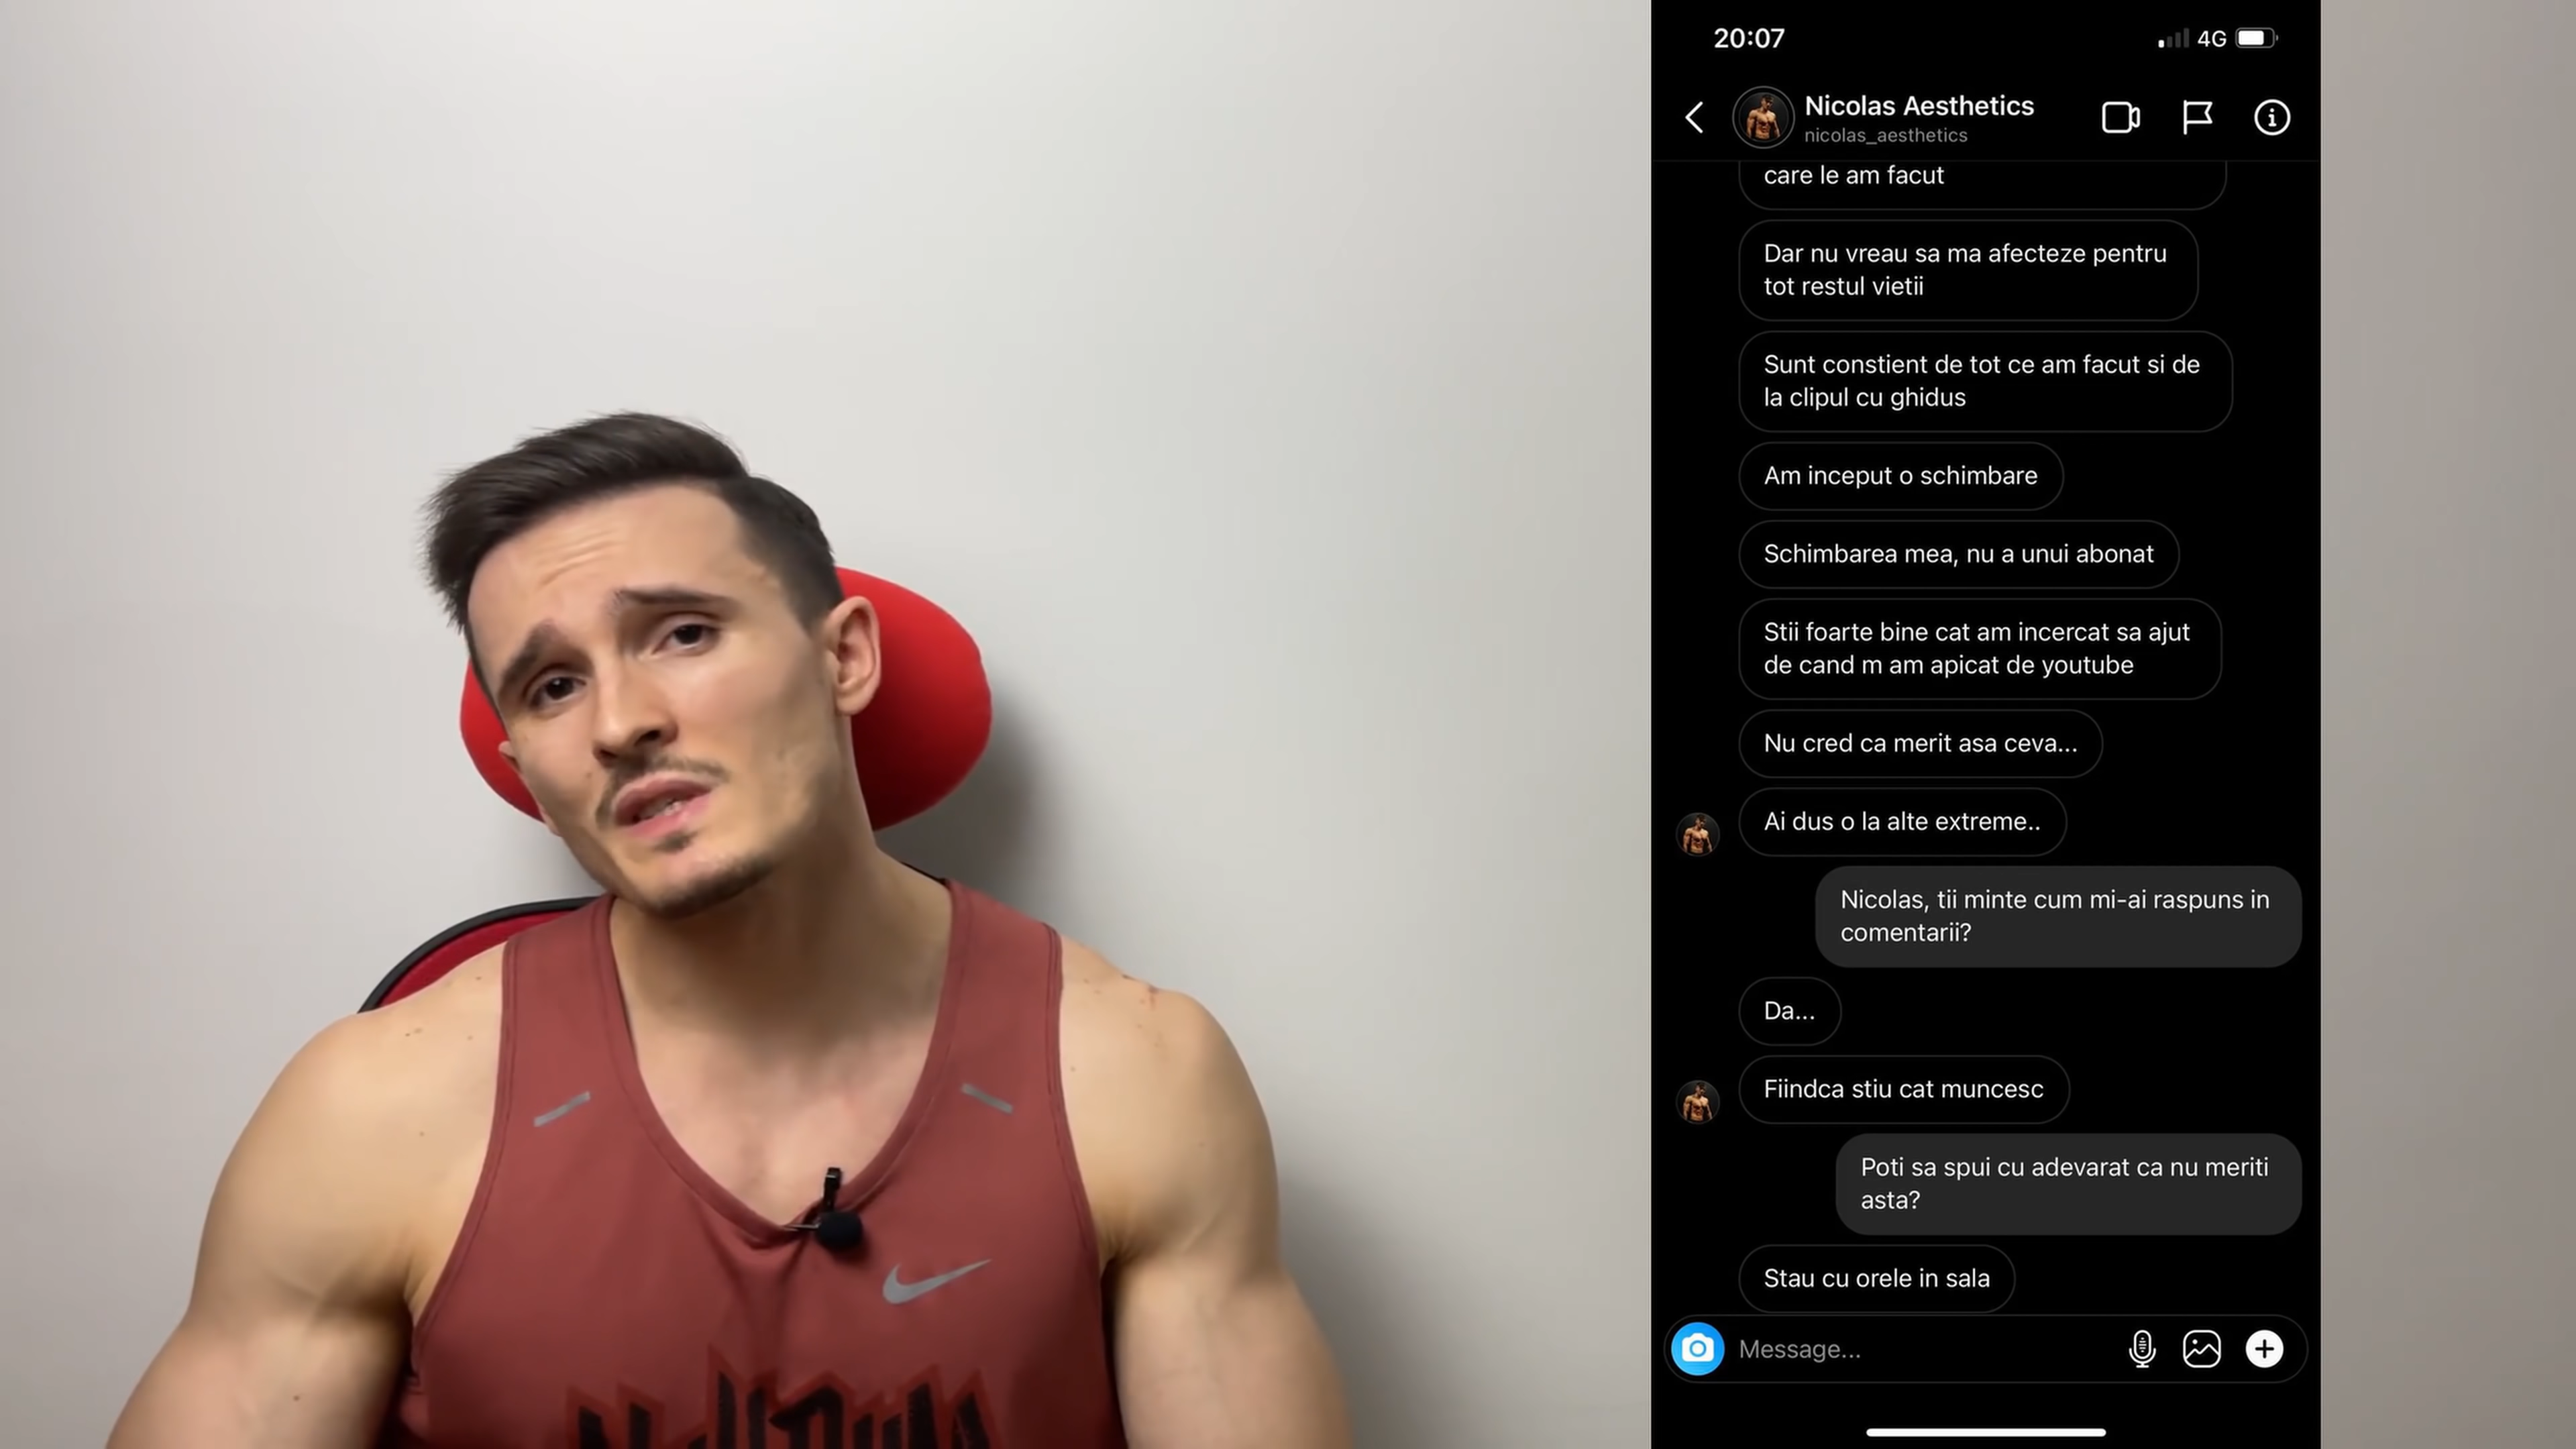 20:07
4G
Nicolas Aesthetics
nicolas_aesthetics
care le am facut
Dar nu vreau sa ma afecteze pentru
tot restul vietii
Sunt constient de tot ce am facut si de
la clipul cu ghidus
Am inceput o schimbare
Schimbarea mea, nu a unui abonat
Stii foarte bine cat am incercat sa ajut
de cand m am apicat de youtube
Nu cred ca merit asa ceva...
Ai dus o la alte extreme..
Nicolas, tii minte cum mi-ai raspuns in
comentarii?
Da...
Fiindca stiu cat muncesc
Poti sa spui cu adevarat ca nu meriti
asta?
Stau cu orele in sala
Message...